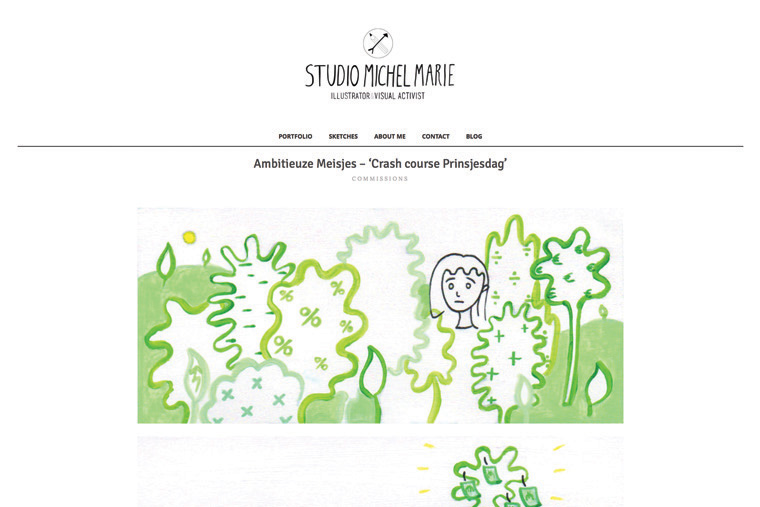 STUDIO MICHEL MARIE
ILLUSTRATOR | VISUAL ACTIVIST
PORTFOLIO SKETCHES ABOUT ME CONTACT BLOG
Ambitieuze Meisjes – ‘Crash course Prinsjesdag’
COMMISSIONS